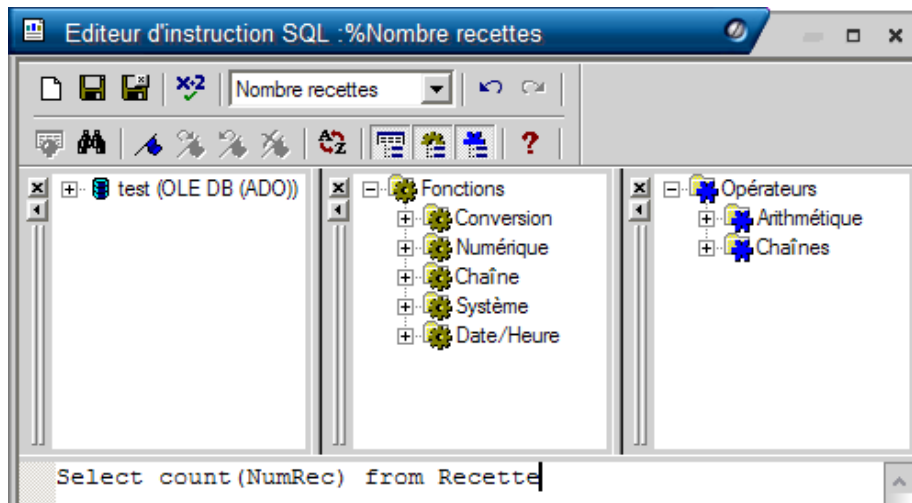 Editeur d'instruction SQL :%Nombre recettes
Nombre recettes
test (OLE DB (ADO))
Fonctions
Conversion
Numérique
Chaîne
Système
Date/Heure
Opérateurs
Arithmétique
Chaînes
Select count(NumRec) from Recette